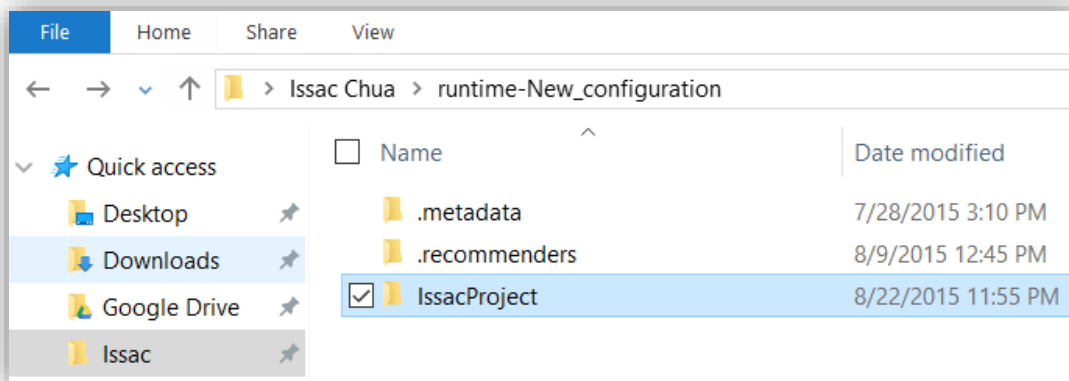 File Home Share View
Issac Chua > runtime-New_configuration
Name Date modified
Quick access
Desktop
Downloads
Google Drive
Issac
.metadata 7/28/2015 3:10 PM
.recommenders 8/9/2015 12:45 PM
IssacProject 8/22/2015 11:55 PM